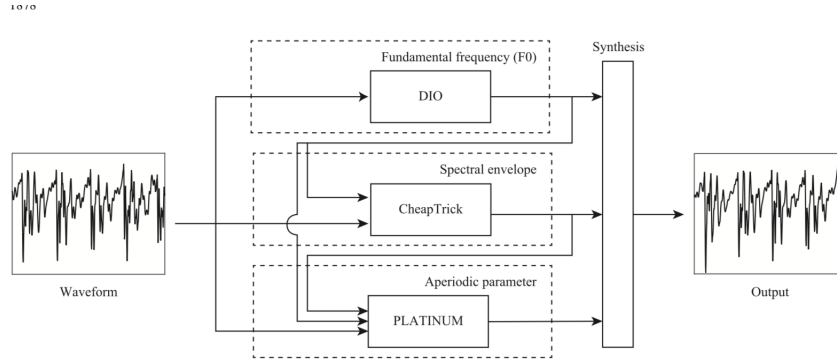 Fundamental frequency (F0)
Synthesis
DIO
Spectral envelope
CheapTrick
Waveform
Aperiodic parameter
PLATINUM
Output